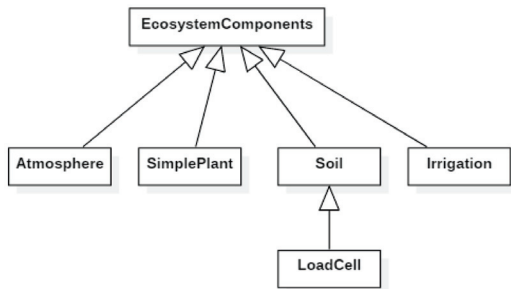 EcosystemComponents
Atmosphere
SimplePlant
Soil
Irrigation
LoadCell